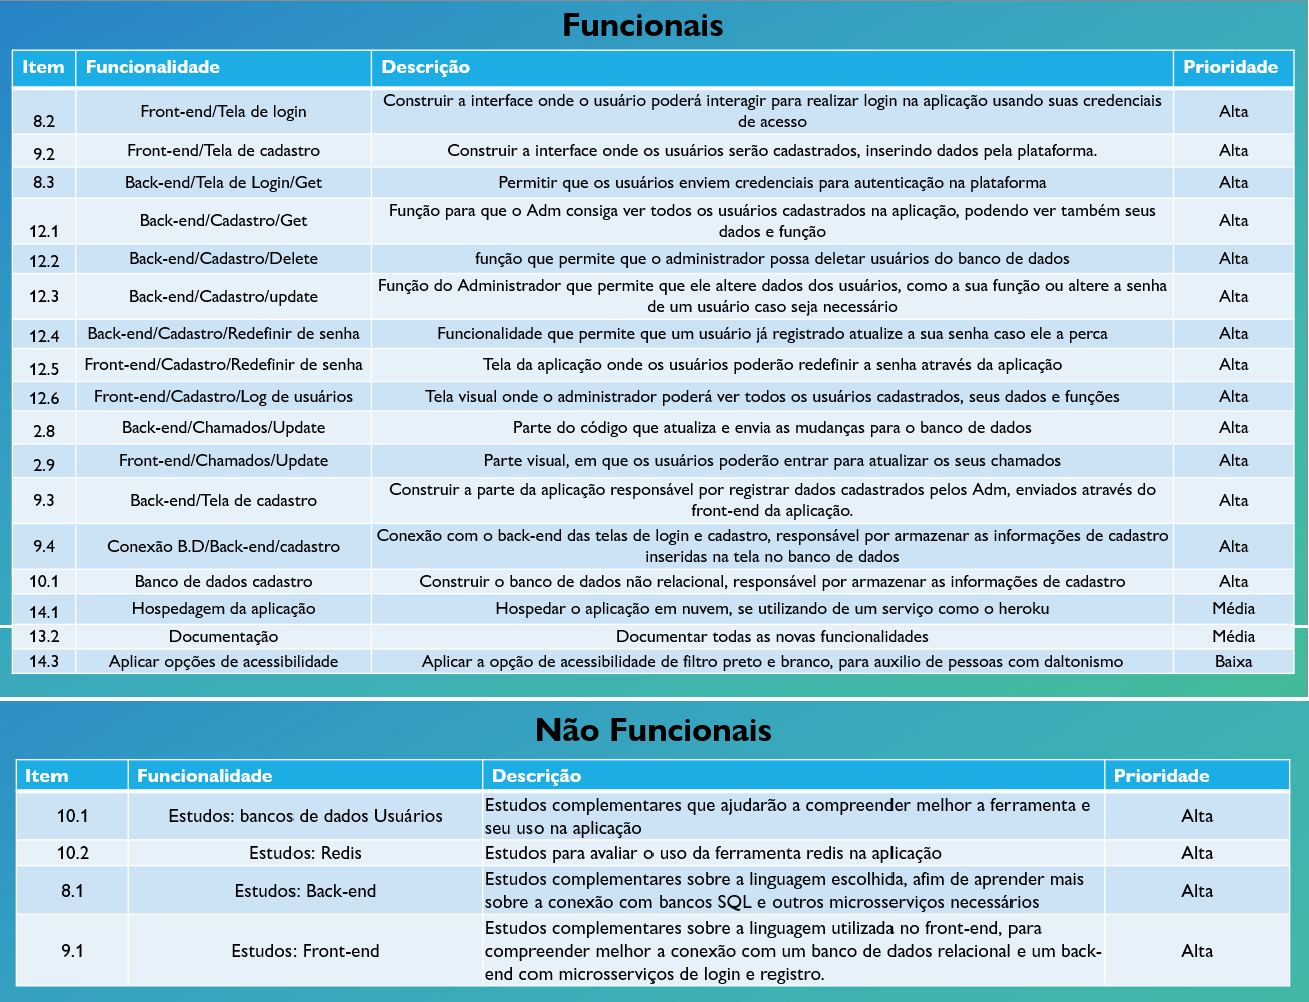 Funcionais
Item Funcionalidade Descrição Prioridade
8.2 Front-end/Tela de login Construir a interface onde o usuário poderá interagir para realizar login na aplicação usando suas credenciais
de acesso Alta
9.2 Front-end/Tela de cadastro Construir a interface onde os usuários serão cadastrados, inserindo dados pela plataforma. Alta
8.3 Back-end/Tela de Login/Get Permitir que os usuários enviem credenciais para autenticação na plataforma Alta
12.1 Back-end/Cadastro/Get Função para que o Adm consiga ver todos os usuários cadastrados na aplicação, podendo ver também seus
dados e função Alta
12.2 Back-end/Cadastro/Delete função que permite que o administrador possa deletar usuários do banco de dados Alta
12.3 Back-end/Cadastro/update Função do Administrador que permite que ele altere dados dos usuários, como a sua função ou altere a senha
de um usuário caso seja necessário Alta
12.4 Back-end/Cadastro/Redefinir de senha Funcionalidade que permite que um usuário já registrado atualize a sua senha caso ele a perca Alta
12.5 Front-end/Cadastro/Redefinir de senha Tela da aplicação onde os usuários poderão redefinir a senha através da aplicação Alta
12.6 Front-end/Cadastro/Log de usuários Tela visual onde o administrador poderá ver todos os usuários cadastrados, seus dados e funções Alta
2.8 Back-end/Chamados/Update Parte do código que atualiza e envia as mudanças para o banco de dados Alta
2.9 Front-end/Chamados/Update Parte visual, em que os usuários poderão entrar para atualizar os seus chamados Alta
9.3 Back-end/Tela de cadastro Construir a parte da aplicação responsável por registrar dados cadastrados pelos Adm, enviados através do
front-end da aplicação. Alta
9.4 Conexão B.D/Back-end/cadastro Conexão com o back-end das telas de login e cadastro, responsável por armazenar as informações de cadastro
inseridas na tela no banco de dados Alta
10.1 Banco de dados cadastro Construir o banco de dados não relacional, responsável por armazenar as informações de cadastro Alta
14.1 Hospedagem da aplicação Hospedar o aplicação em nuvem, se utilizando de um serviço como o heroku Média
13.2 Documentação Documentar todas as novas funcionalidades Média
14.3 Aplicar opções de acessibilidade Aplicar a opção de acessibilidade de filtro preto e branco, para auxilio de pessoas com daltonismo Baixa
Não Funcionais
Item Funcionalidade Descrição Prioridade
10.1 Estudos: bancos de dados Usuários Estudos complementares que ajudarão a compreender melhor a ferramenta e
seu uso na aplicação Alta
10.2 Estudos: Redis Estudos para avaliar o uso da ferramenta redis na aplicação Alta
8.1 Estudos: Back-end Estudos complementares sobre a linguagem escolhida, afim de aprender mais
sobre a conexão com bancos SQL e outros microsserviços necessários Alta
9.1 Estudos: Front-end Estudos complementares sobre a linguagem utilizada no front-end, para
compreender melhor a conexão com um banco de dados relacional e um back-
end com microsserviços de login e registro. Alta